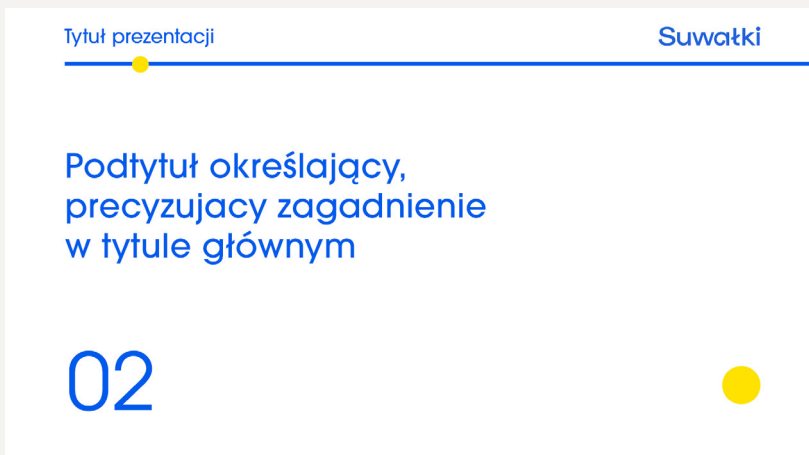 Tytuł prezentacji
Suwałki
Podtytuł określający,
precyzujacy zagadnienie
w tytule głównym
02